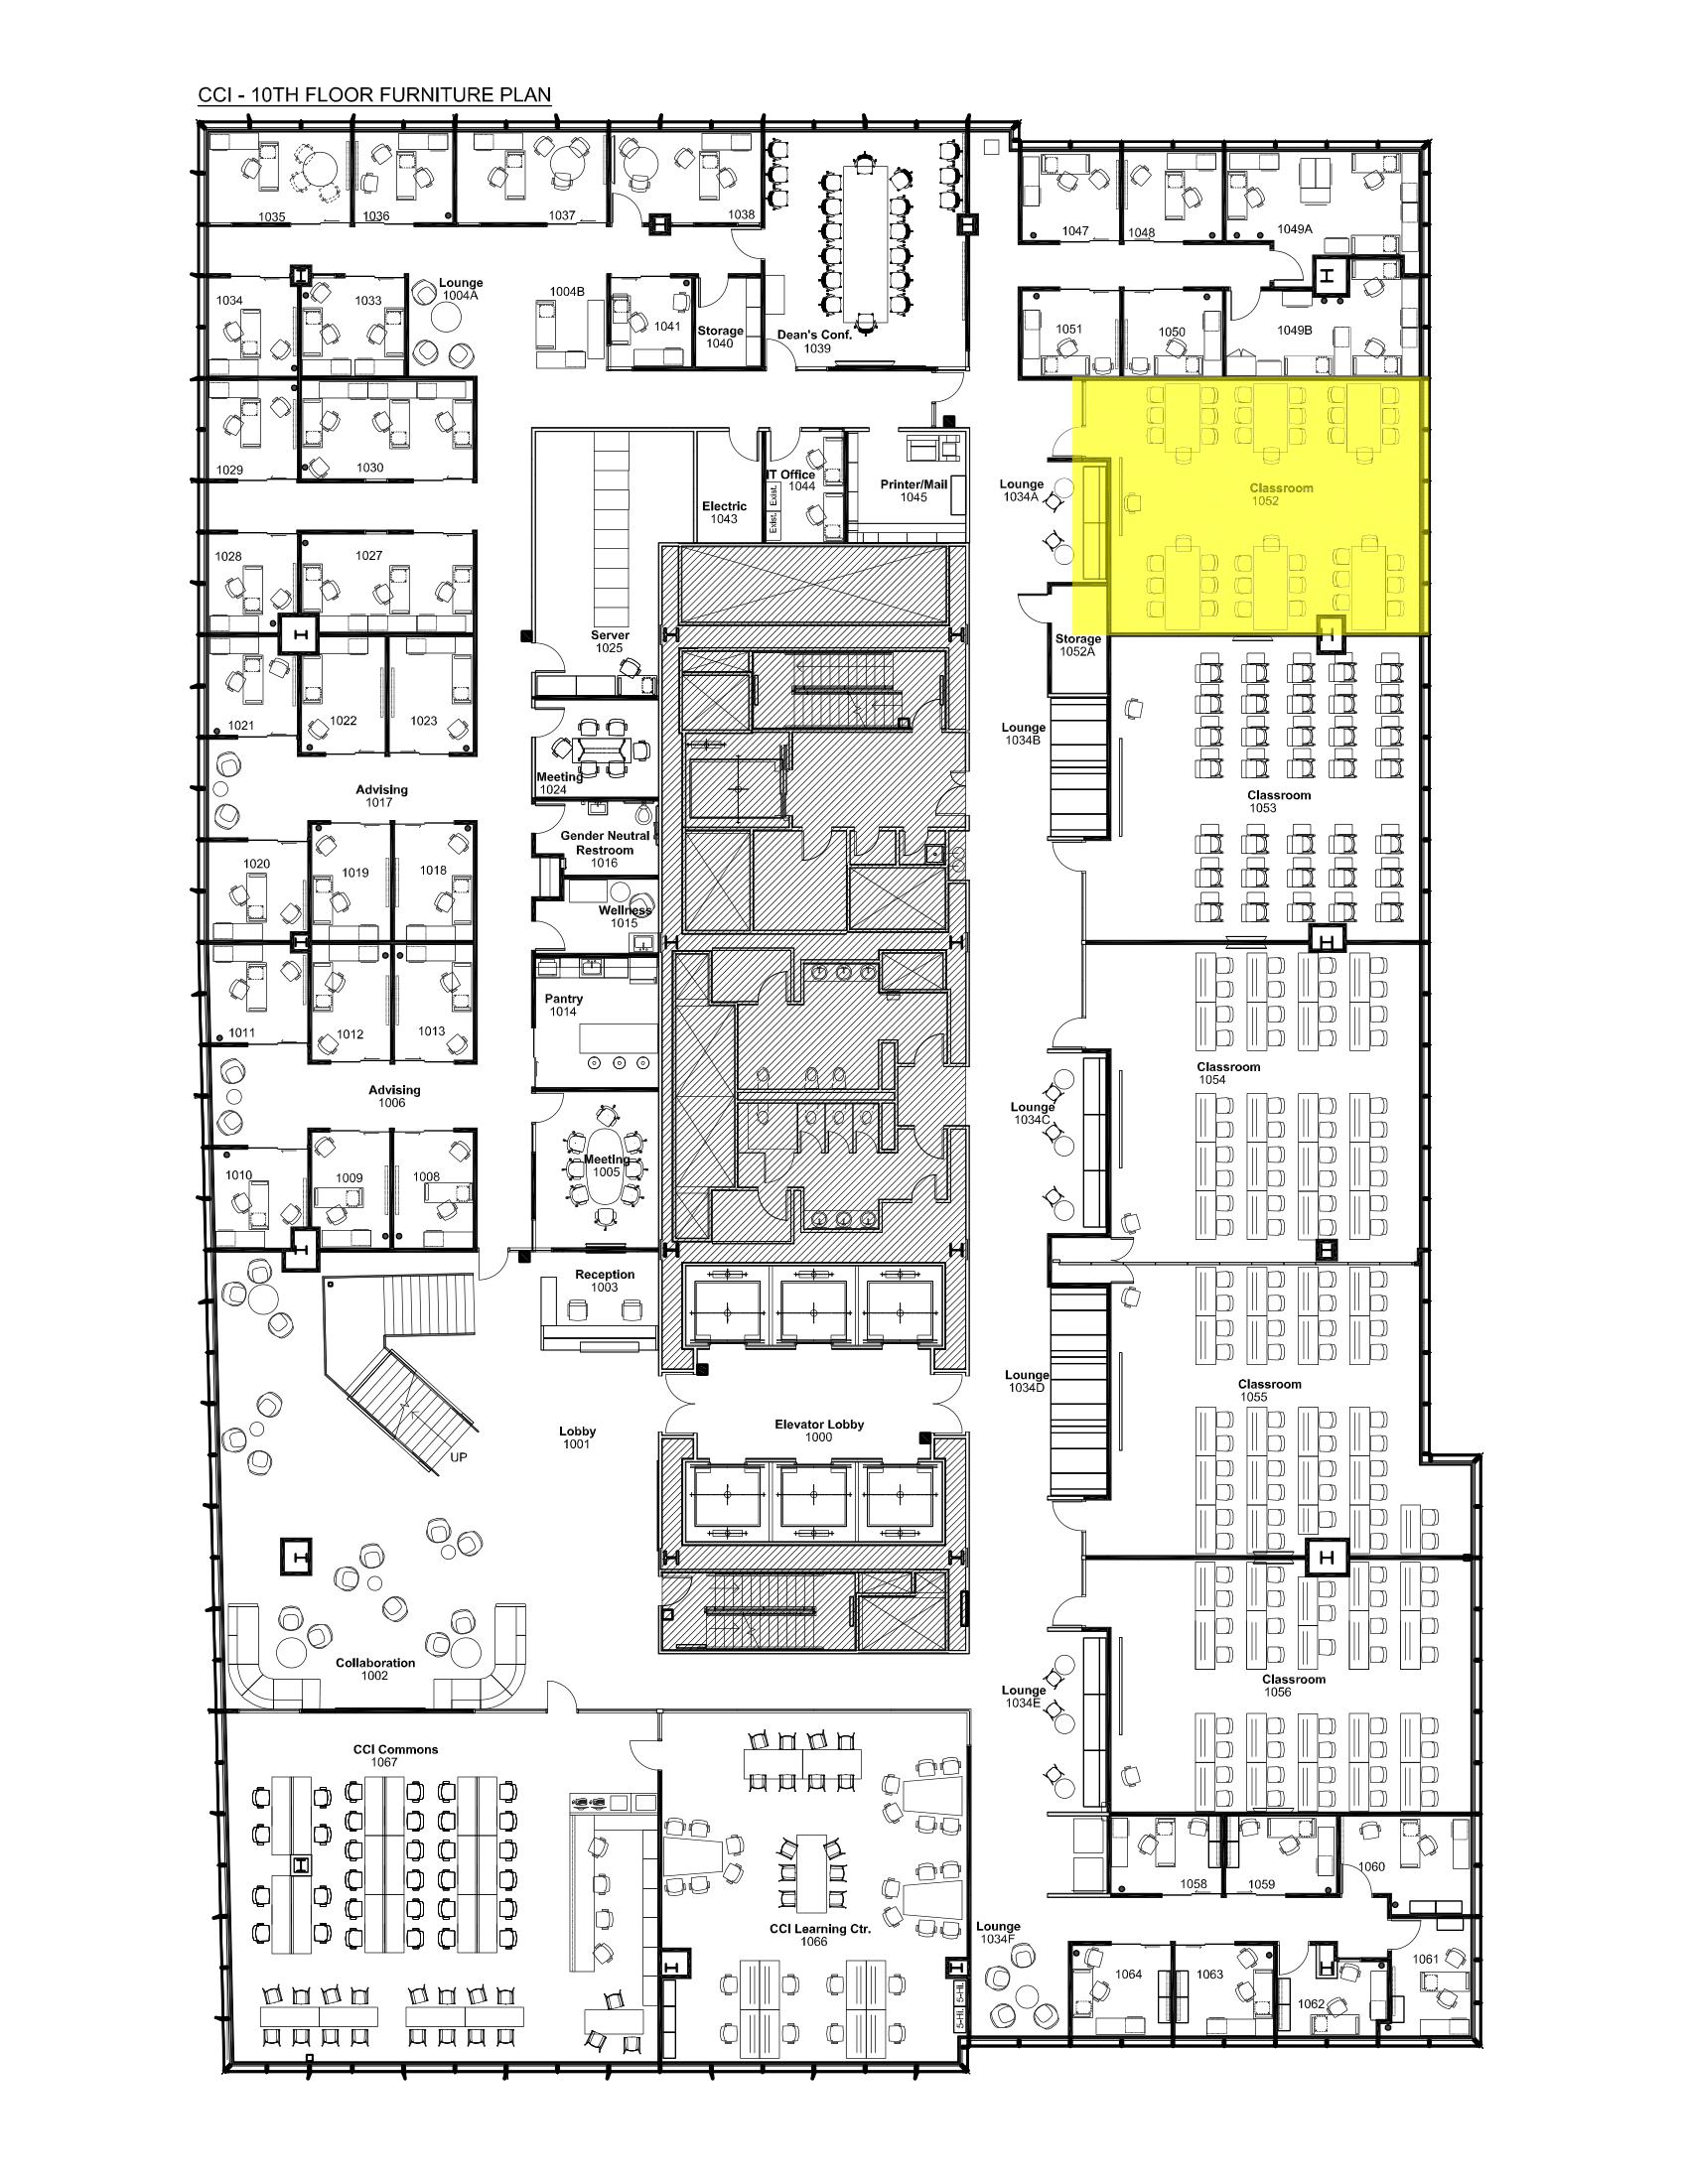 CCI - 10TH FLOOR FURNITURE PLAN
1035
1036
1037
1038
1047
1048
1049A
1034
1033
Lounge
1004A
1004B
1041
Storage
1040
Dean's Conf.
1039
1051
1050
1049B
1029
1030
IT Office
1044
Exist.
Exist.
Electric
1043
Printer/Mail
1045
Lounge
1034A
Classroom
1052
1028
1027
Server
1025
Storage
1052A
1021
1022
1023
Lounge
1034B
Meeting
1024
Advising
1017
Classroom
1053
Gender Neutral
Restroom
1016
1020
1019
1018
Wellness
1015
Pantry
1014
1011
1012
1013
Classroom
1054
Advising
1006
Lounge
1034C
Meeting
1005
1010
1009
1008
Reception
1003
Lounge
1034D
Classroom
1055
Lobby
1001
Elevator Lobby
1000
UP
Collaboration
1002
Lounge
1034E
Classroom
1056
CCI Commons
1067
1060
1058
1059
CCI Learning Ctr.
1066
Lounge
1034F
1061
1064
1063
1062
5-Hi.
5-Hi.